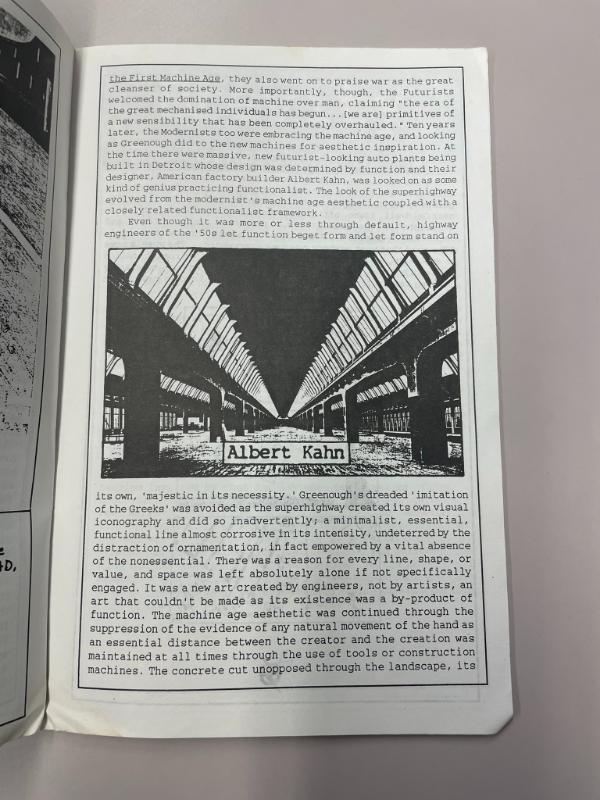 the First Machine Age, they also went on to praise war as the great
cleanser of society. More importantly, though, the Futurists
welcomed the domination of machine over man, claiming "the era of
the great mechanised individuals has begun...[we are] primitives of
a new sensibility that has been completely overhauled." Ten years
later, the Modernists too were embracing the machine age, and looking
as Greenough did to the new machines for aesthetic inspiration. At
the time there were massive, new futurist-looking auto plants being
built in Detroit whose design was determined by function and their
designer, American factory builder Albert Kahn, was looked on as some
kind of genius practicing functionalist. The look of the superhighway
evolved from the modernist's machine age aesthetic coupled with a
closely related functionalist framework.
Even though it was more or less through default, highway
engineers of the '50s let function beget form and let form stand on
Albert Kahn
its own, 'majestic in its necessity.' Greenough's dreaded 'imitation
of the Greeks' was avoided as the superhighway created its own visual
iconography and did so inadvertently; a minimalist, essential,
functional line almost corrosive in its intensity, undeterred by the
distraction of ornamentation, in fact empowered by a vital absence
of the nonessential. There was a reason for every line, shape, or
value, and space was left absolutely alone if not specifically
engaged. It was a new art created by engineers, not by artists, an
art that couldn't be made as its existence was a by-product of
function. The machine age aesthetic was continued through the
suppression of the evidence of any natural movement of the hand as
an essential distance between the creator and the creation was
maintained at all times through the use of tools or construction
machines. The concrete cut unopposed through the landscape, its